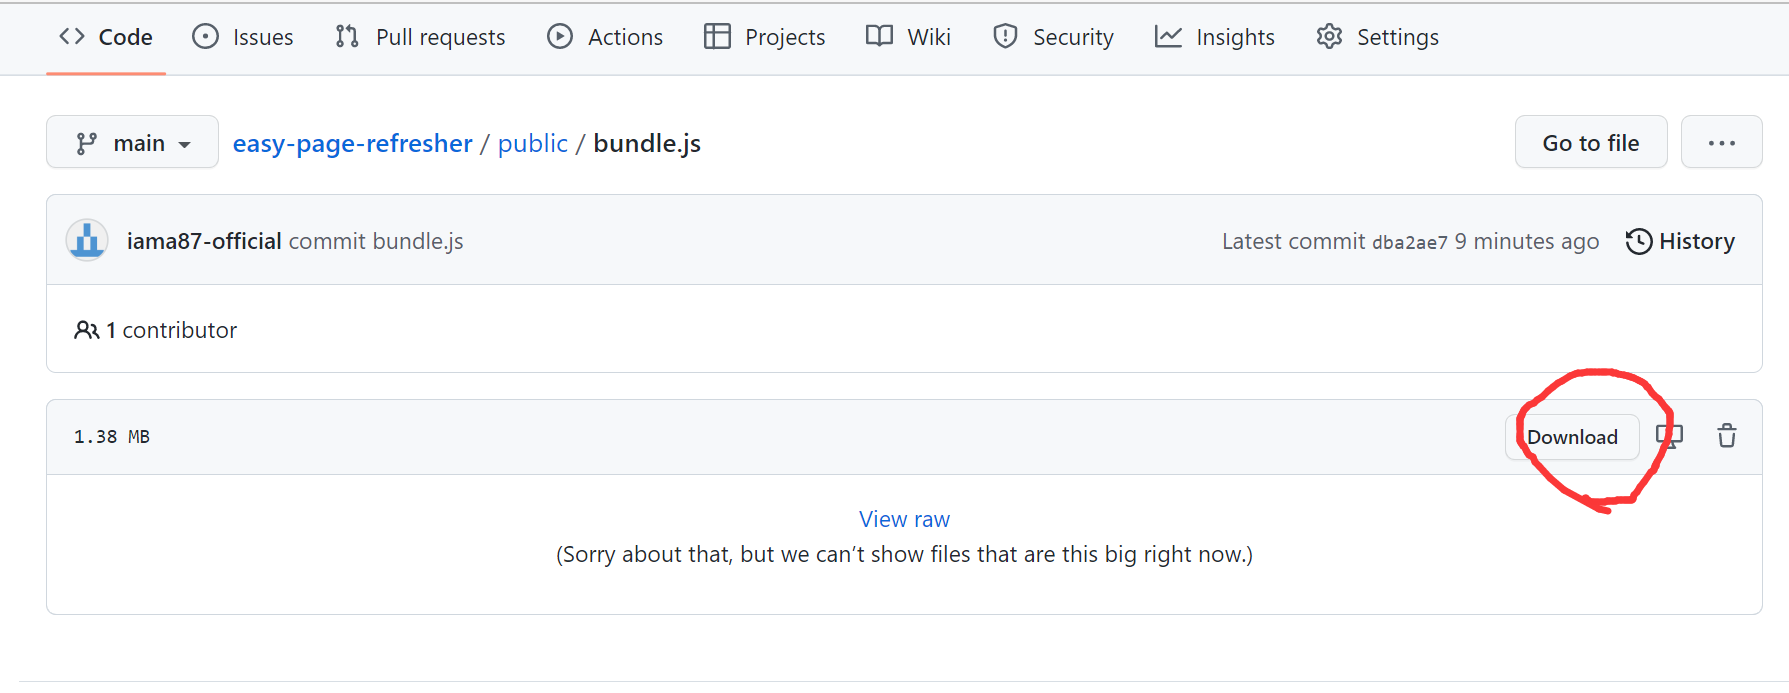 Code Issues Pull requests Actions Projects Wiki Security Insights Settings
main easy-page-refresher / public / bundle.js Go to file ...
iama87-official commit bundle.js Latest commit dba2ae7 9 minutes ago History
1 contributor
1.38 MB Download
View raw
(Sorry about that, but we can’t show files that are this big right now.)